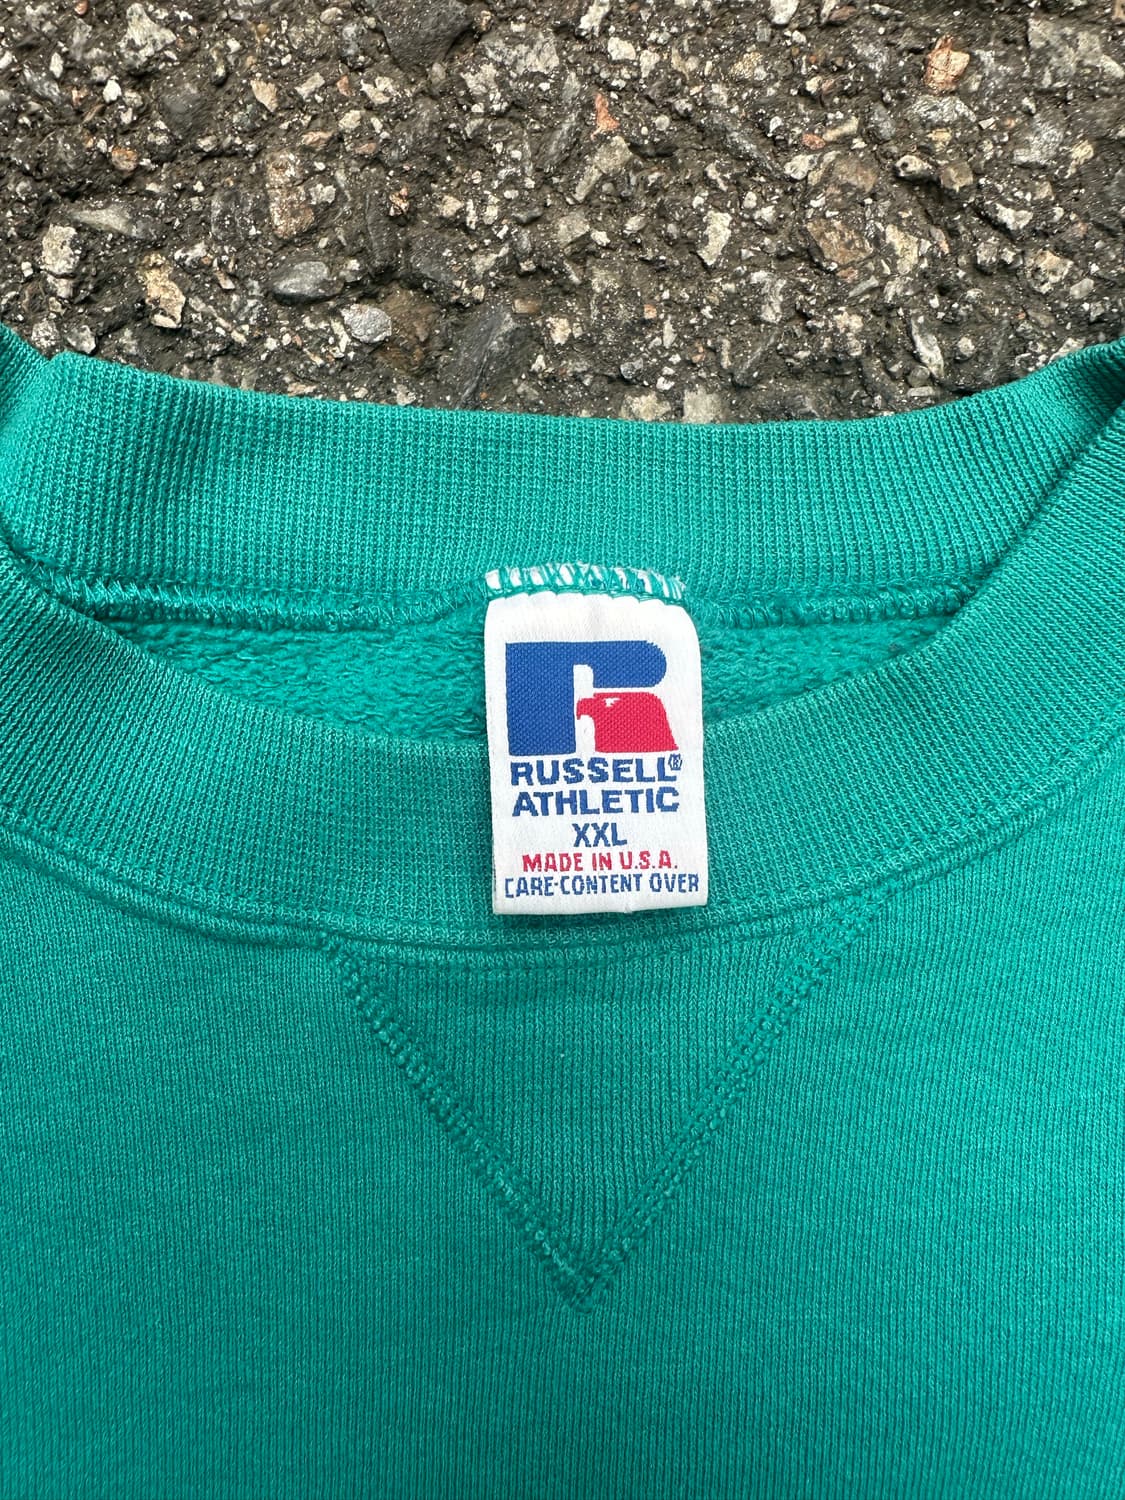 R
RUSSELL®
ATHLETIC
XXL
MADE IN U.S.A.
CARE-CONTENT OVER